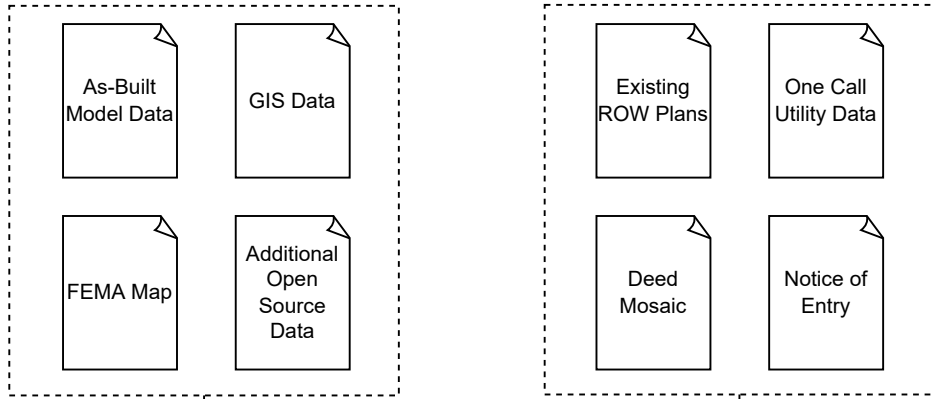 As-Built
Model Data
GIS Data
Existing
ROW Plans
One Call
Utility Data
FEMA Map
Additional
Open
Source
Data
Deed
Mosaic
Notice of
Entry